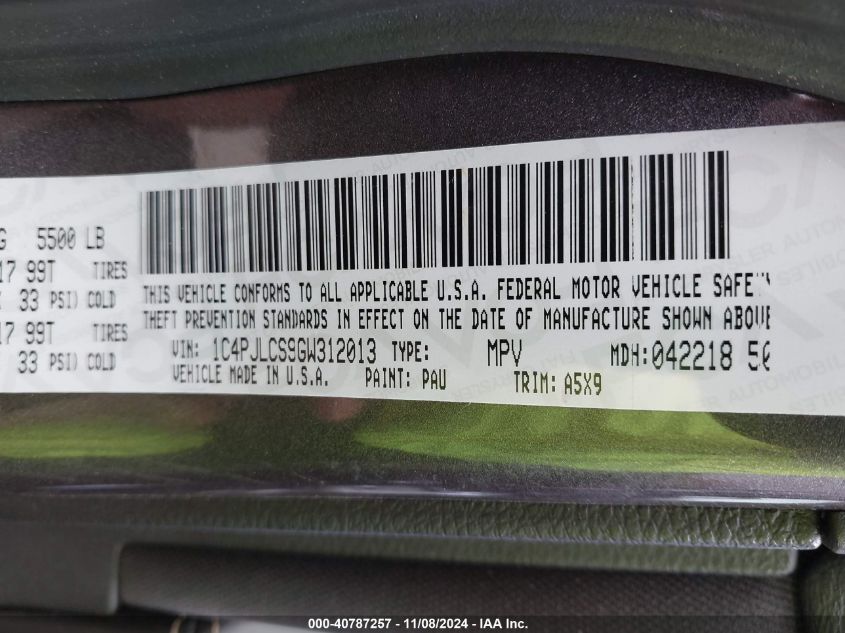 G 5500 LB
17 99T TIRES
33 PSI) COLD
17 99T TIRES
33 PSI) COLD
THIS VEHICLE CONFORMS TO ALL APPLICABLE U.S.A. FEDERAL MOTOR VEHICLE SAFETY
THEFT PREVENTION STANDARDS IN EFFECT ON THE DATE OF MANUFACTURE SHOWN ABOVE
VIN: 1C4PJLCS9GW312013 TYPE: MPV MDH:042218 50
VEHICLE MADE IN U.S.A. PAINT: PAU TRIM: A5X9
000-40787257 - 11/08/2024 - IAA Inc.